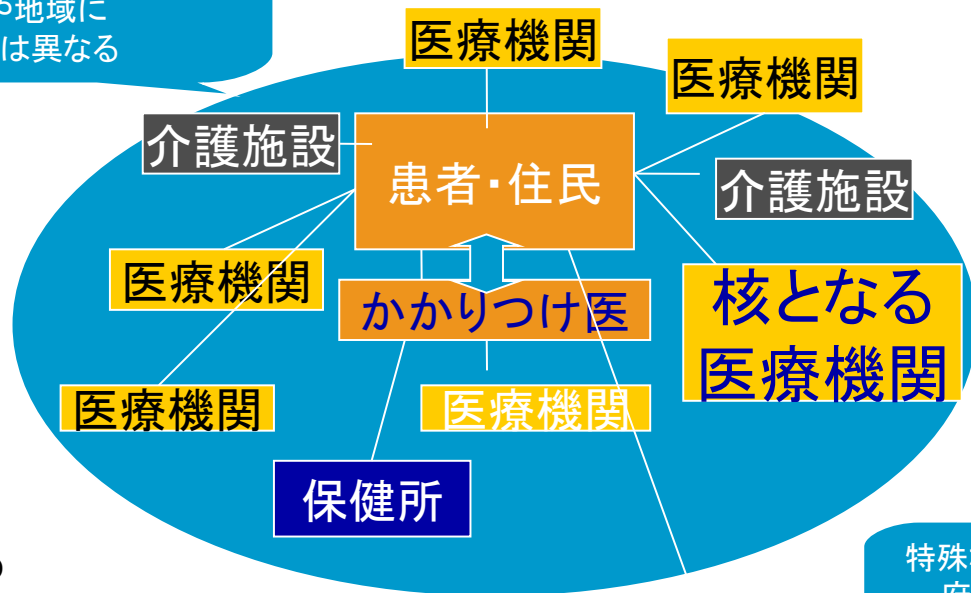 地域に
は異なる
医療機関
医療機関
介護施設
患者・住民
介護施設
医療機関
かかりつけ医
核となる
医療機関
医療機関
医療機関
保健所
特殊